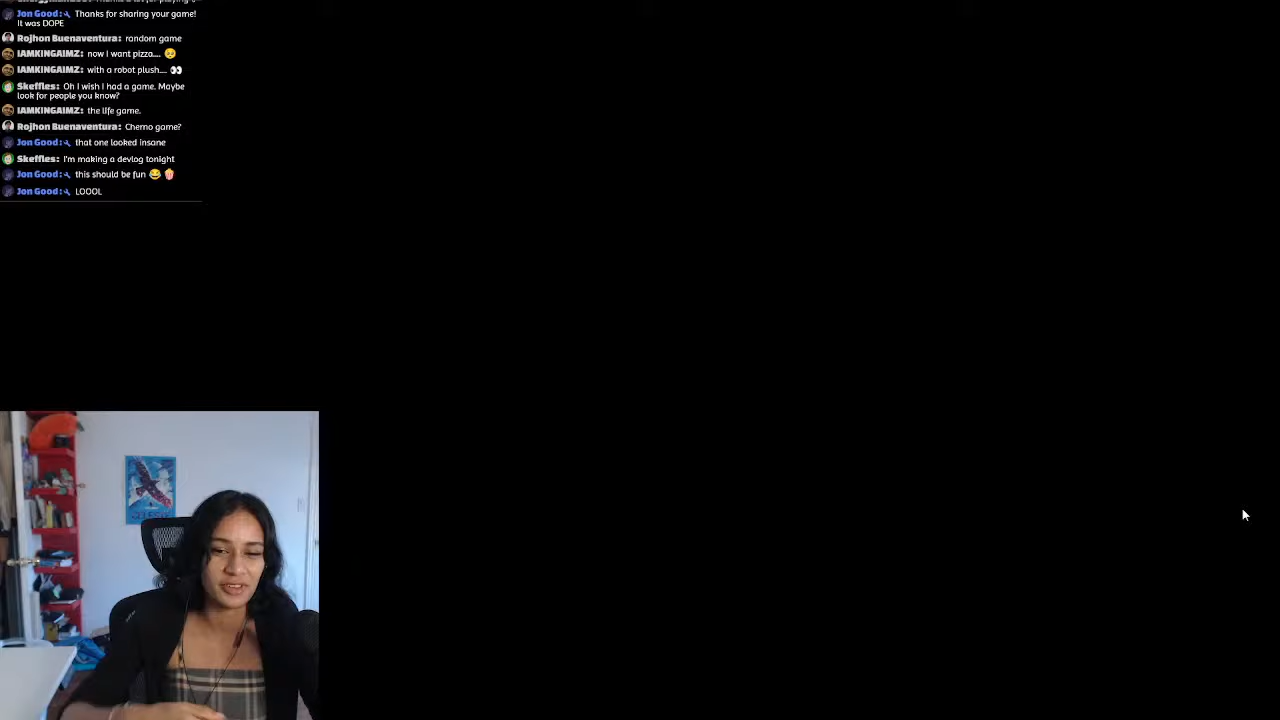 Jon Good: Thanks for sharing your game!
It was DOPE
Rojhon Buenaventura: random game
IAMKINGAIMZ: now I want pizza.... 🥺
IAMKINGAIMZ: with a robot plush.... 👀
Skeffles: Oh I wish I had a game. Maybe
look for people you know?
IAMKINGAIMZ: the life game.
Rojhon Buenaventura: Cherno game?
Jon Good: that one looked insane
Skeffles: I'm making a devlog tonight
Jon Good: this should be fun 😂 🍿
Jon Good: LOOOL
CELESTE